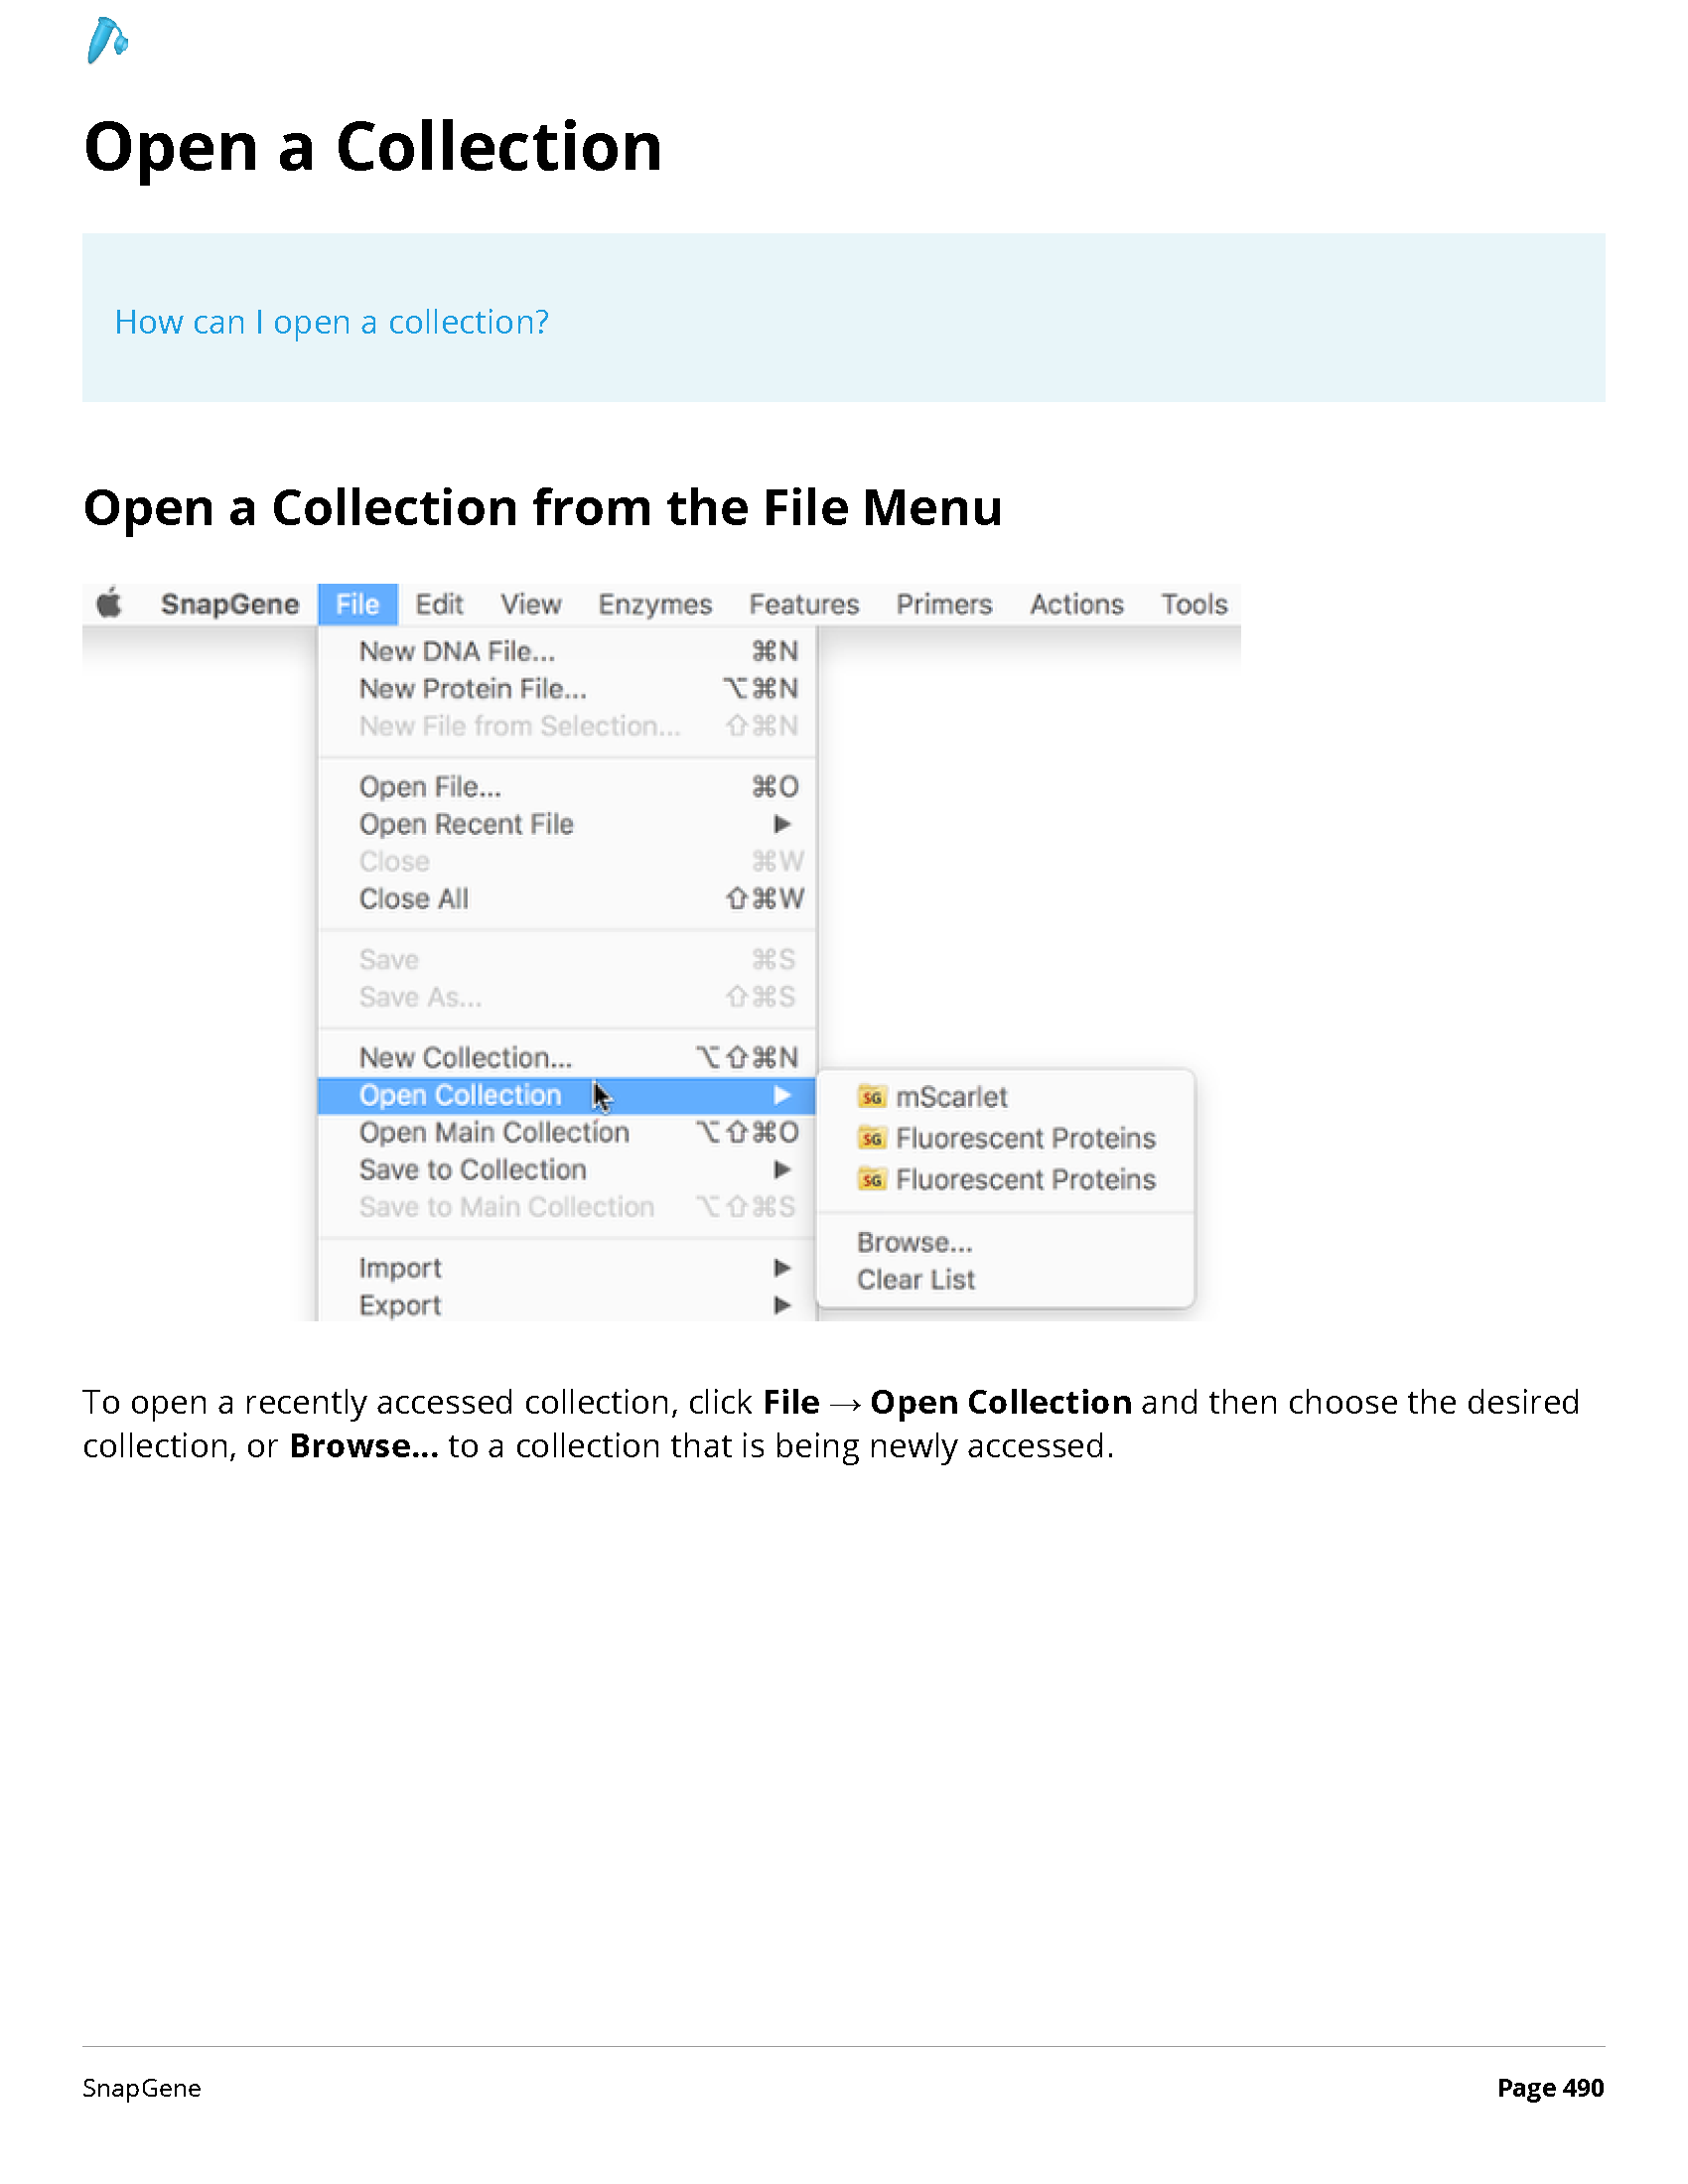 Open a Collection
How can I open a collection?
Open a Collection from the File Menu
SnapGene File Edit View Enzymes Features Primers Actions Tools
New DNA File... ⌘N
New Protein File... ⌥⌘N
New File from Selection... ⇧⌘N
Open File... ⌘O
Open Recent File ▶
Close ⌘W
Close All ⇧⌘W
Save ⌘S
Save As... ⇧⌘S
New Collection... ⌥⇧⌘N
Open Collection ▶
Open Main Collection ⌥⇧⌘O
Save to Collection ▶
Save to Main Collection ⌥⇧⌘S
Import ▶
Export ▶
SG mScarlet
SG Fluorescent Proteins
SG Fluorescent Proteins
Browse...
Clear List
To open a recently accessed collection, click File → Open Collection and then choose the desired
collection, or Browse... to a collection that is being newly accessed.
SnapGene Page 490